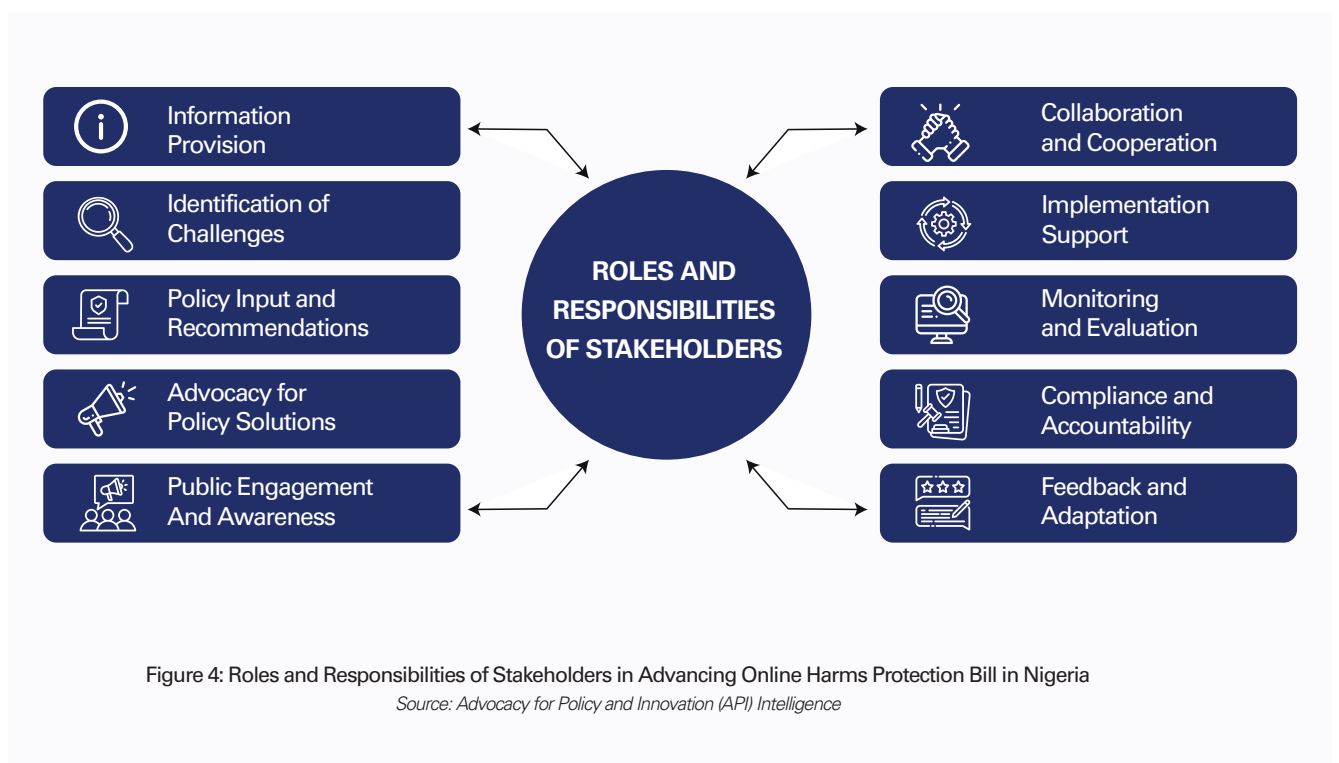 Information
Provision
Identification of
Challenges
Policy Input and
Recommendations
Advocacy for
Policy Solutions
Public Engagement
And Awareness
ROLES AND
RESPONSIBILITIES
OF STAKEHOLDERS
Collaboration
and Cooperation
Implementation
Support
Monitoring
and Evaluation
Compliance and
Accountability
Feedback and
Adaptation
Figure 4: Roles and Responsibilities of Stakeholders in Advancing Online Harms Protection Bill in Nigeria
Source: Advocacy for Policy and Innovation (API) Intelligence